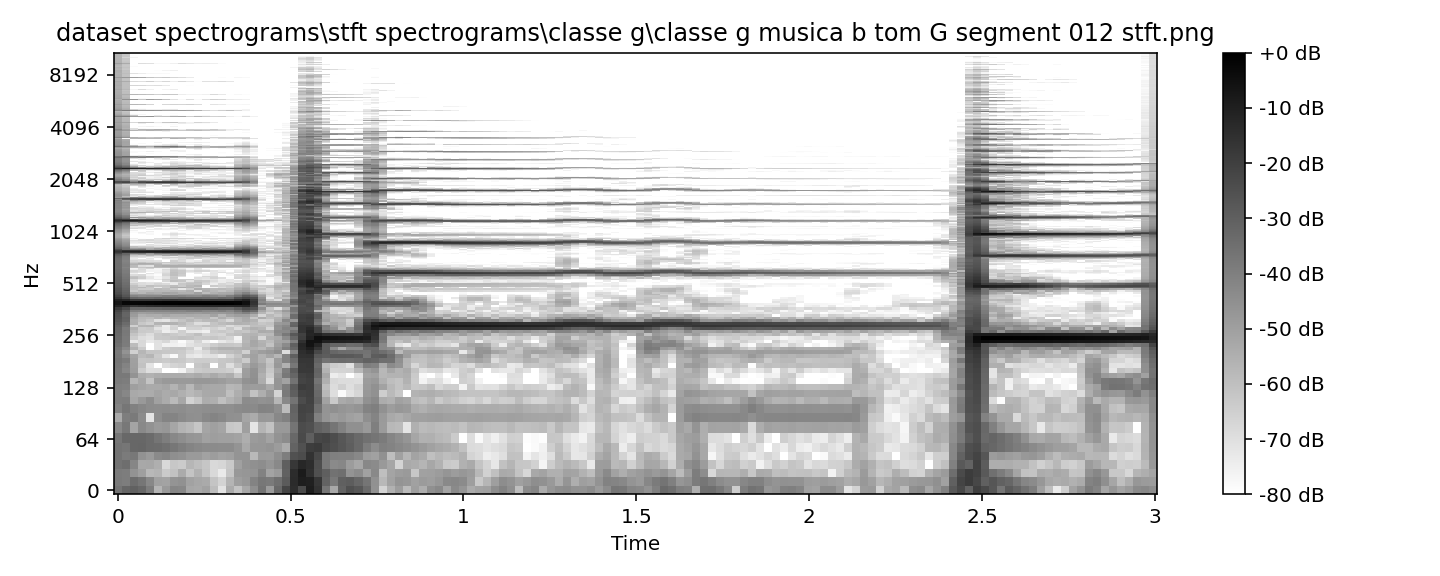 dataset spectrograms\stft spectrograms\classe g\classe g musica b tom G segment 012 stft.png
8192
4096
2048
1024
512
256
128
64
0
Hz
0
0.5
1
1.5
2
2.5
3
Time
+0 dB
-10 dB
-20 dB
-30 dB
-40 dB
-50 dB
-60 dB
-70 dB
-80 dB